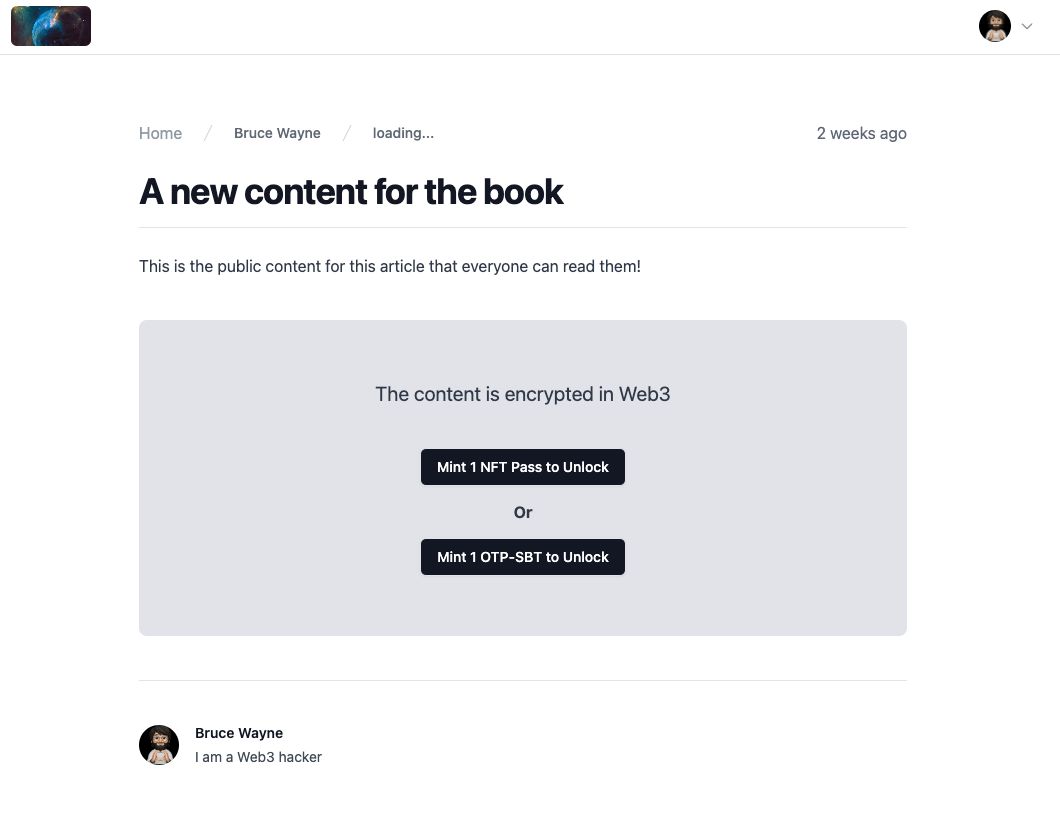 Home / Bruce Wayne / loading... 2 weeks ago
A new content for the book
This is the public content for this article that everyone can read them!
The content is encrypted in Web3
Mint 1 NFT Pass to Unlock
Or
Mint 1 OTP-SBT to Unlock
Bruce Wayne
I am a Web3 hacker